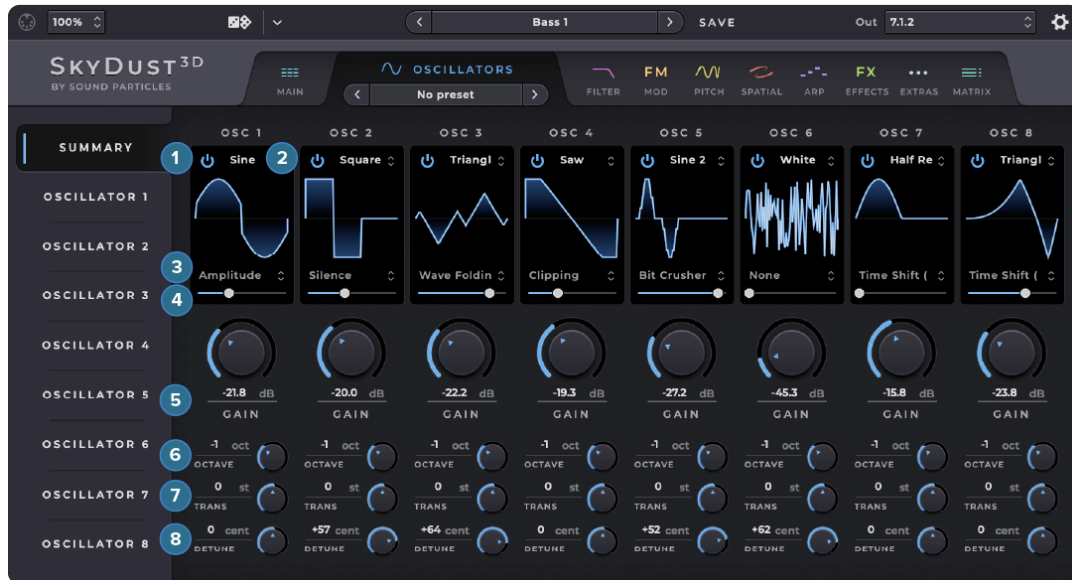 100% Bass 1 SAVE Out 7.1.2
SKYDUST3D
BY SOUND PARTICLES
OSCILLATORS
No preset
MAIN FILTER FM MOD PITCH SPATIAL ARP FX EFFECTS EXTRAS MATRIX
SUMMARY
OSCILLATOR 1
OSCILLATOR 2
OSCILLATOR 3
OSCILLATOR 4
OSCILLATOR 5
OSCILLATOR 6
OSCILLATOR 7
OSCILLATOR 8
OSC 1 OSC 2 OSC 3 OSC 4 OSC 5 OSC 6 OSC 7 OSC 8
1 Sine 2 Square Triangl Saw Sine 2 White Half Re Triangl
3 Amplitude Silence Wave Foldin Clipping Bit Crusher None Time Shift ( Time Shift (
4
-21.8 dB -20.0 dB -22.2 dB -19.3 dB -27.2 dB -45.3 dB -15.8 dB -23.8 dB
5 GAIN GAIN GAIN GAIN GAIN GAIN GAIN GAIN
-1 oct -1 oct -1 oct -1 oct -1 oct -1 oct -1 oct -1 oct
6 OCTAVE OCTAVE OCTAVE OCTAVE OCTAVE OCTAVE OCTAVE OCTAVE
0 st 0 st 0 st 0 st 0 st 0 st 0 st 0 st
7 TRANS TRANS TRANS TRANS TRANS TRANS TRANS TRANS
0 cent +57 cent +64 cent 0 cent +52 cent +62 cent 0 cent 0 cent
8 DETUNE DETUNE DETUNE DETUNE DETUNE DETUNE DETUNE DETUNE